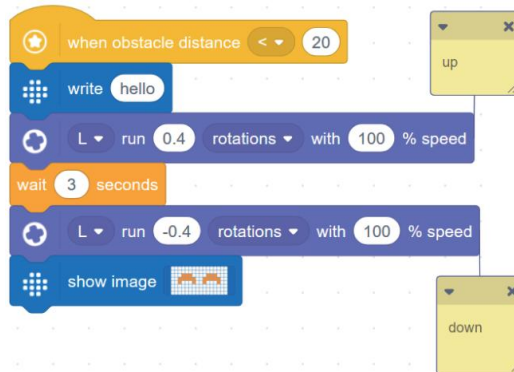 when obstacle distance < 20
up
write hello
L run 0.4 rotations with 100 % speed
wait 3 seconds
L run -0.4 rotations with 100 % speed
show image
down